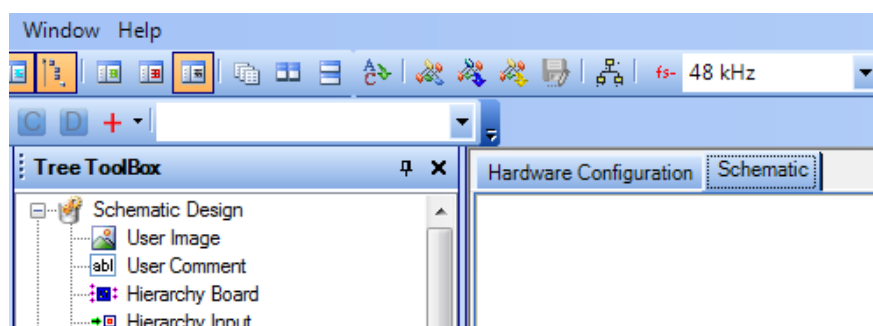 Window Help
fs- 48 kHz
C D
Tree ToolBox
Hardware Configuration Schematic
Schematic Design
User Image
abl User Comment
Hierarchy Board
Hierarchy Input